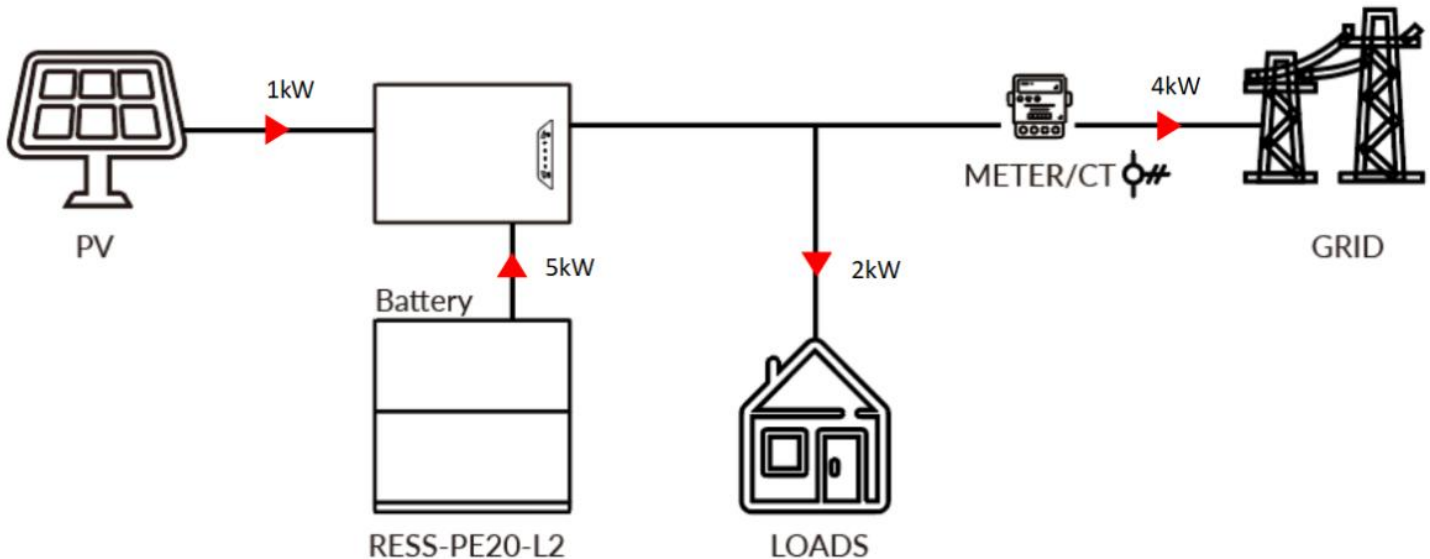 1kW
4kW
METER/CT
PV
GRID
5kW
2kW
Battery
RESS-PE20-L2
LOADS